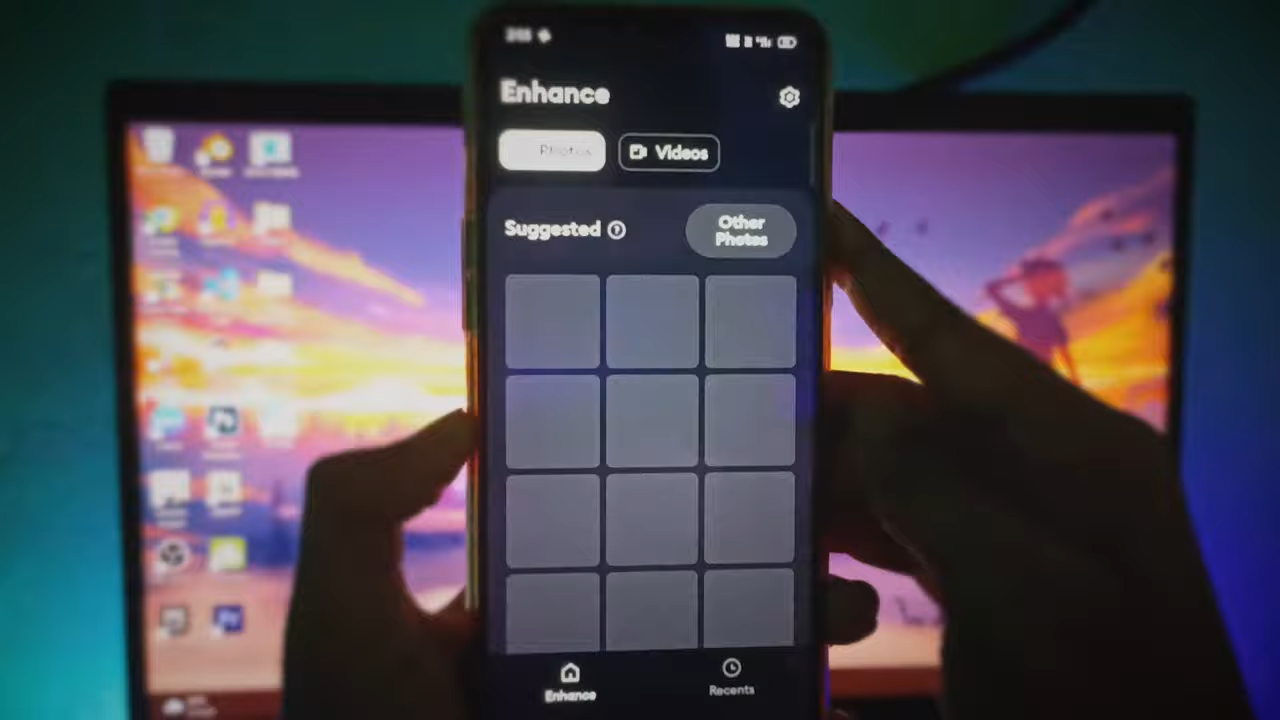 Enhance
Photos
Videos
Suggested
Other
Photos
Enhance
Recents